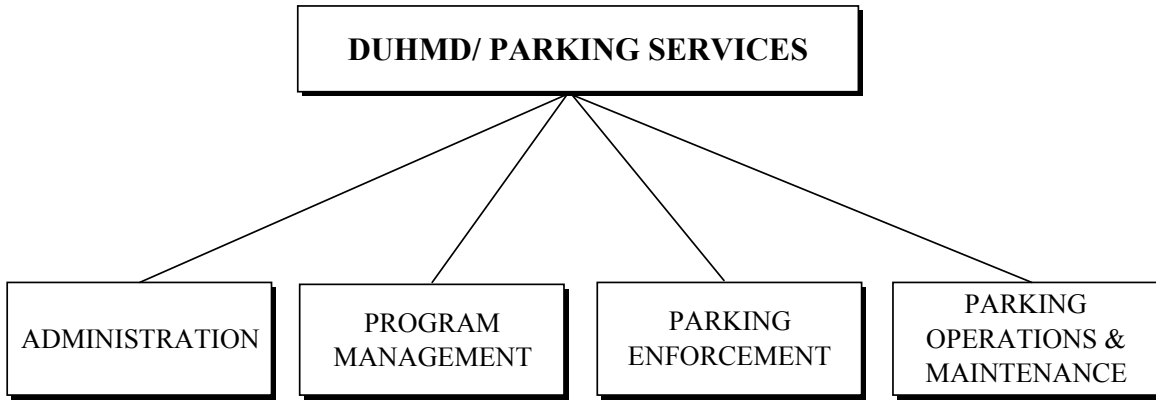 DUHMD/ PARKING SERVICES
ADMINISTRATION
PROGRAM
MANAGEMENT
PARKING
ENFORCEMENT
PARKING
OPERATIONS &
MAINTENANCE